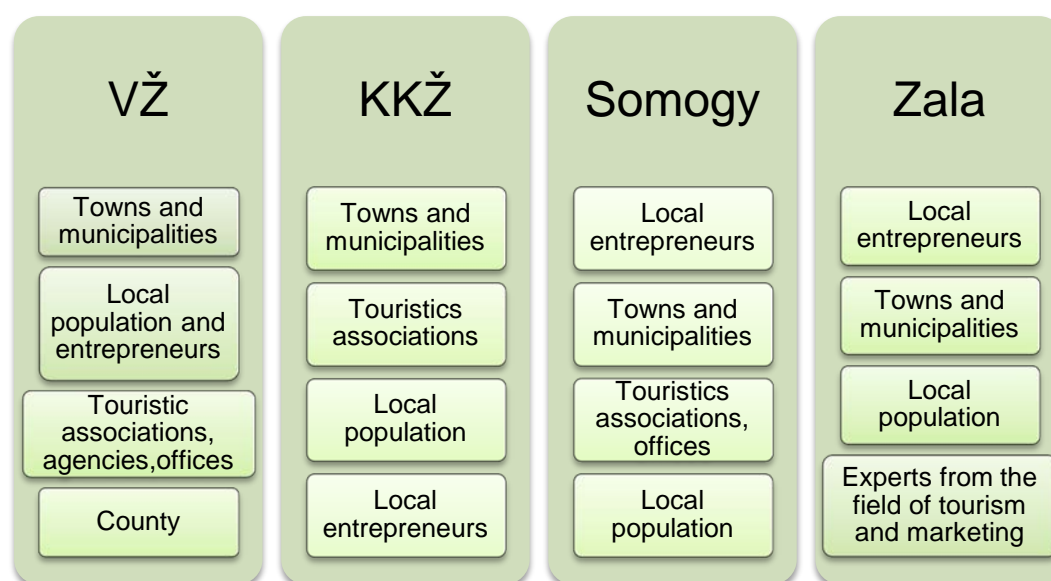 VŽ
Towns and
municipalities
Local
population and
entrepreneurs
Touristic
associations,
agencies,offices
County
KKŽ
Towns and
municipalities
Touristics
associations
Local
population
Local
entrepreneurs
Somogy
Local
entrepreneurs
Towns and
municipalities
Touristics
associations,
offices
Local
population
Zala
Local
entrepreneurs
Towns and
municipalities
Local
population
Experts from the
field of tourism
and marketing